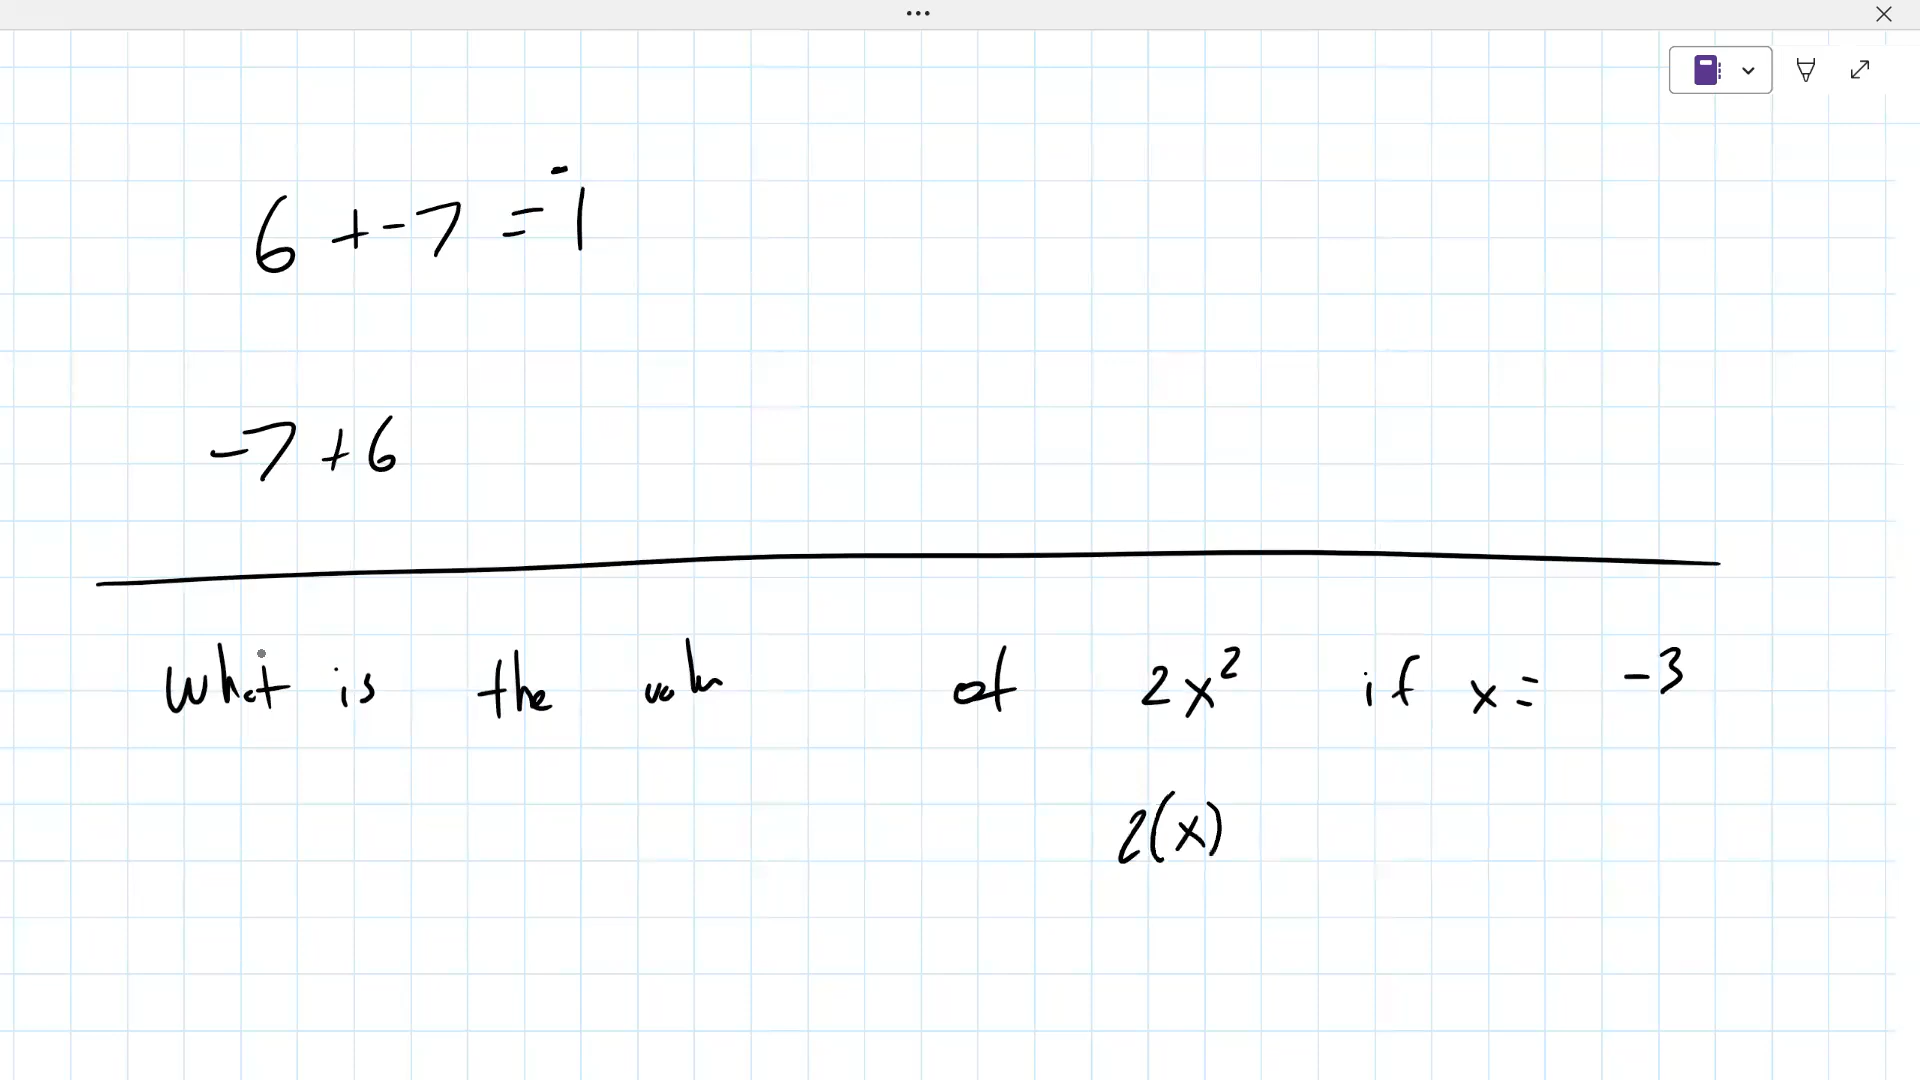 6 + -7 = -1
-7 + 6
What is the of 2x² if x = -3
2(x)